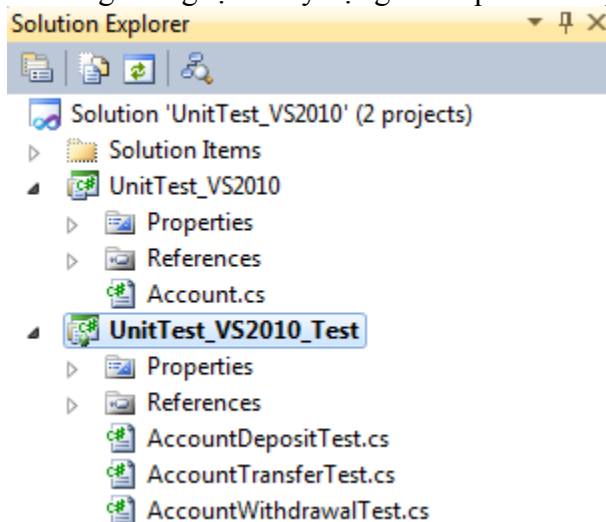 Solution Explorer
Solution 'UnitTest_VS2010' (2 projects)
Solution Items
UnitTest_VS2010
Properties
References
Account.cs
UnitTest_VS2010_Test
Properties
References
AccountDepositTest.cs
AccountTransferTest.cs
AccountWithdrawalTest.cs